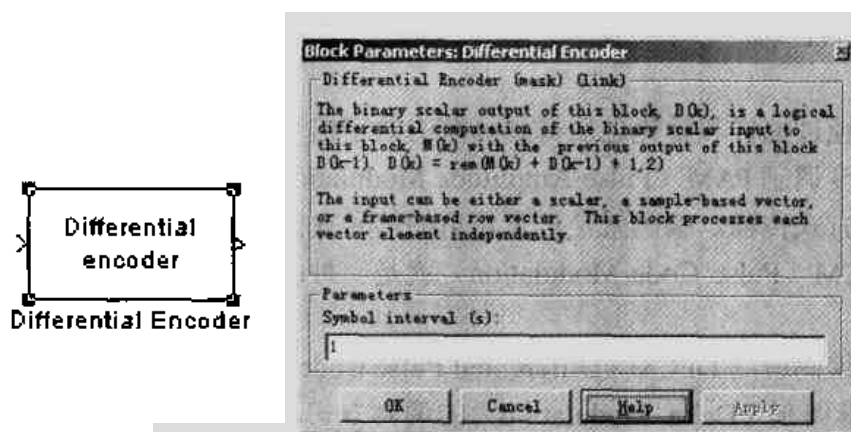 Differential
encoder
Differential Encoder
Block Parameters: Differential Encoder
Differential Encoder (mask) (link)
The binary scalar output of this block, D(k), is a logical
differential computation of the binary scalar input to
this block, M(k) with the previous output of this block
D(k-1). D(k) = rem(M(k) + D(k-1) + 1,2)
The input can be either a scalar, a sample-based vector,
or a frame-based row vector. This block processes each
vector element independently.
Parameters
Symbol interval (s):
1
OK Cancel Help Apply